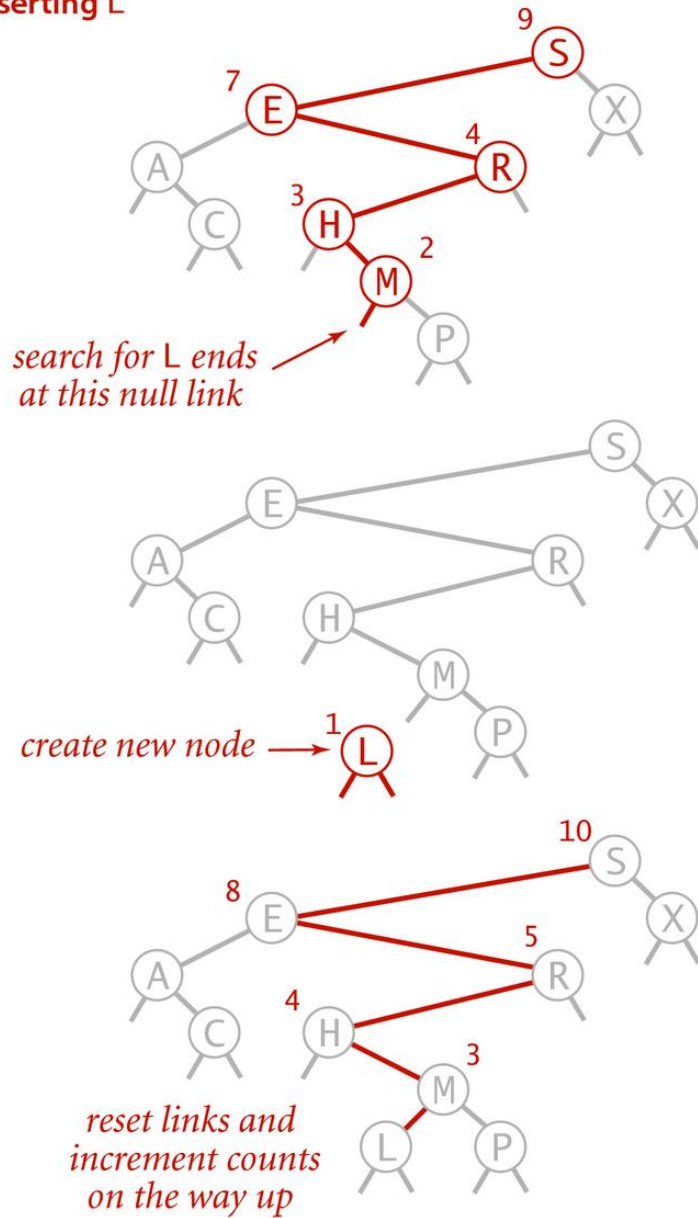 serting L
9
S
7
E
X
4
A
R
3
C
H
2
M
P
search for L ends
at this null link
S
E
X
A
R
C
H
M
1
P
create new node
L
10
S
8
E
X
5
A
R
4
C
H
3
M
L
P
reset links and
increment counts
on the way up